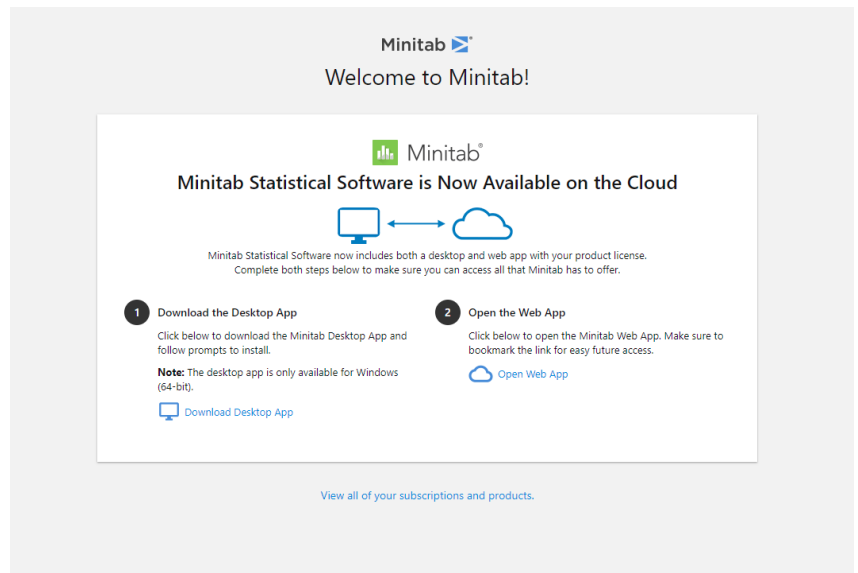 Minitab
Welcome to Minitab!
Minitab®
Minitab Statistical Software is Now Available on the Cloud
Minitab Statistical Software now includes both a desktop and web app with your product license.
Complete both steps below to make sure you can access all that Minitab has to offer.
1 Download the Desktop App
Click below to download the Minitab Desktop App and
follow prompts to install.
Note: The desktop app is only available for Windows
(64-bit).
Download Desktop App
2 Open the Web App
Click below to open the Minitab Web App. Make sure to
bookmark the link for easy future access.
Open Web App
View all of your subscriptions and products.